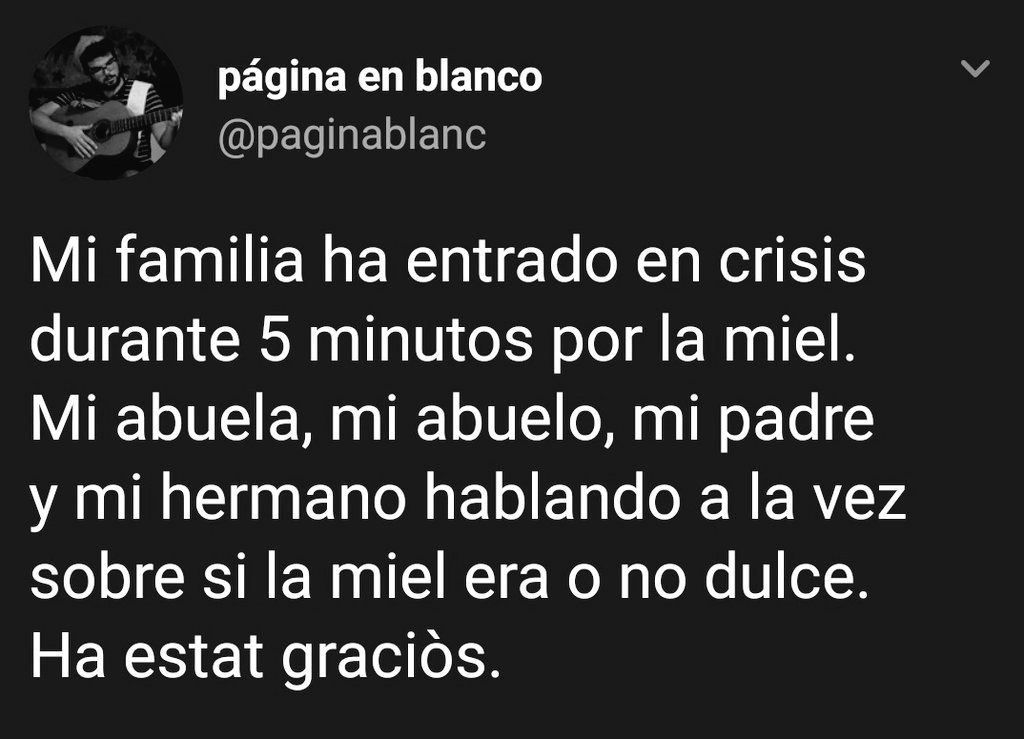 página en blanco
@paginablanc
Mi familia ha entrado en crisis
durante 5 minutos por la miel.
Mi abuela, mi abuelo, mi padre
y mi hermano hablando a la vez
sobre si la miel era o no dulce.
Ha estat graciòs.